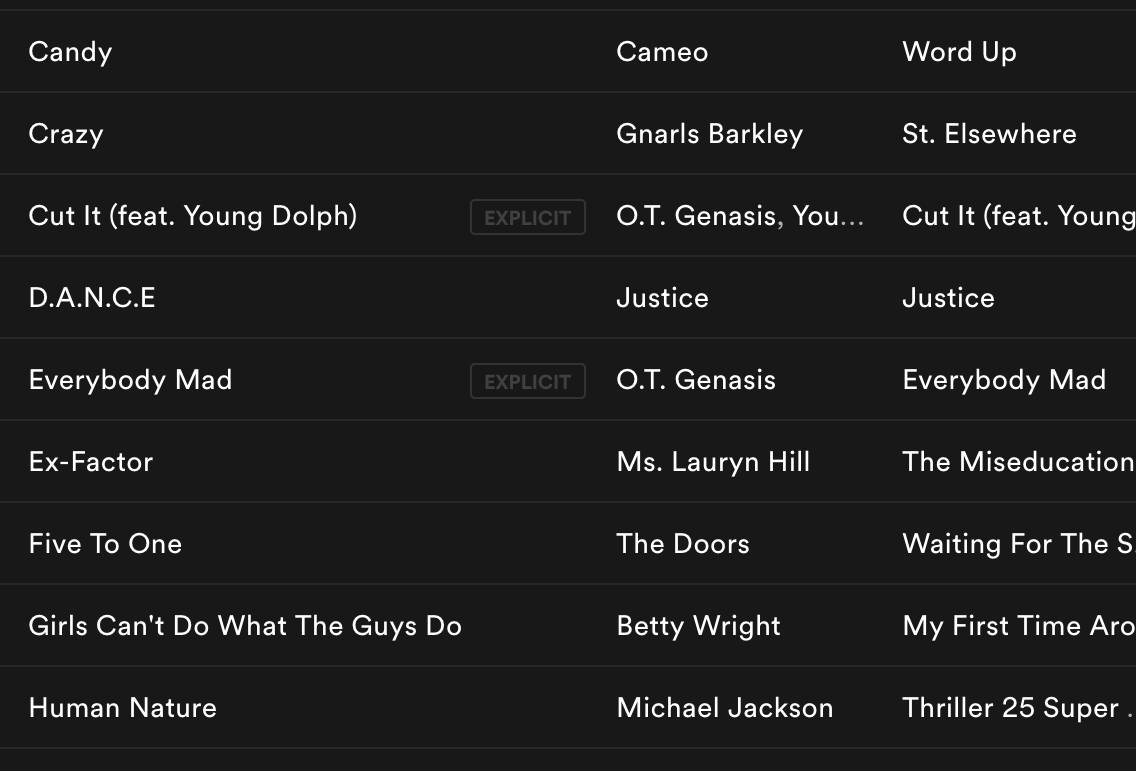 Candy Cameo Word Up
Crazy Gnarls Barkley St. Elsewhere
Cut It (feat. Young Dolph) EXPLICIT O.T. Genasis, You... Cut It (feat. Young
D.A.N.C.E Justice Justice
Everybody Mad EXPLICIT O.T. Genasis Everybody Mad
Ex-Factor Ms. Lauryn Hill The Miseducation
Five To One The Doors Waiting For The S.
Girls Can't Do What The Guys Do Betty Wright My First Time Aro
Human Nature Michael Jackson Thriller 25 Super .